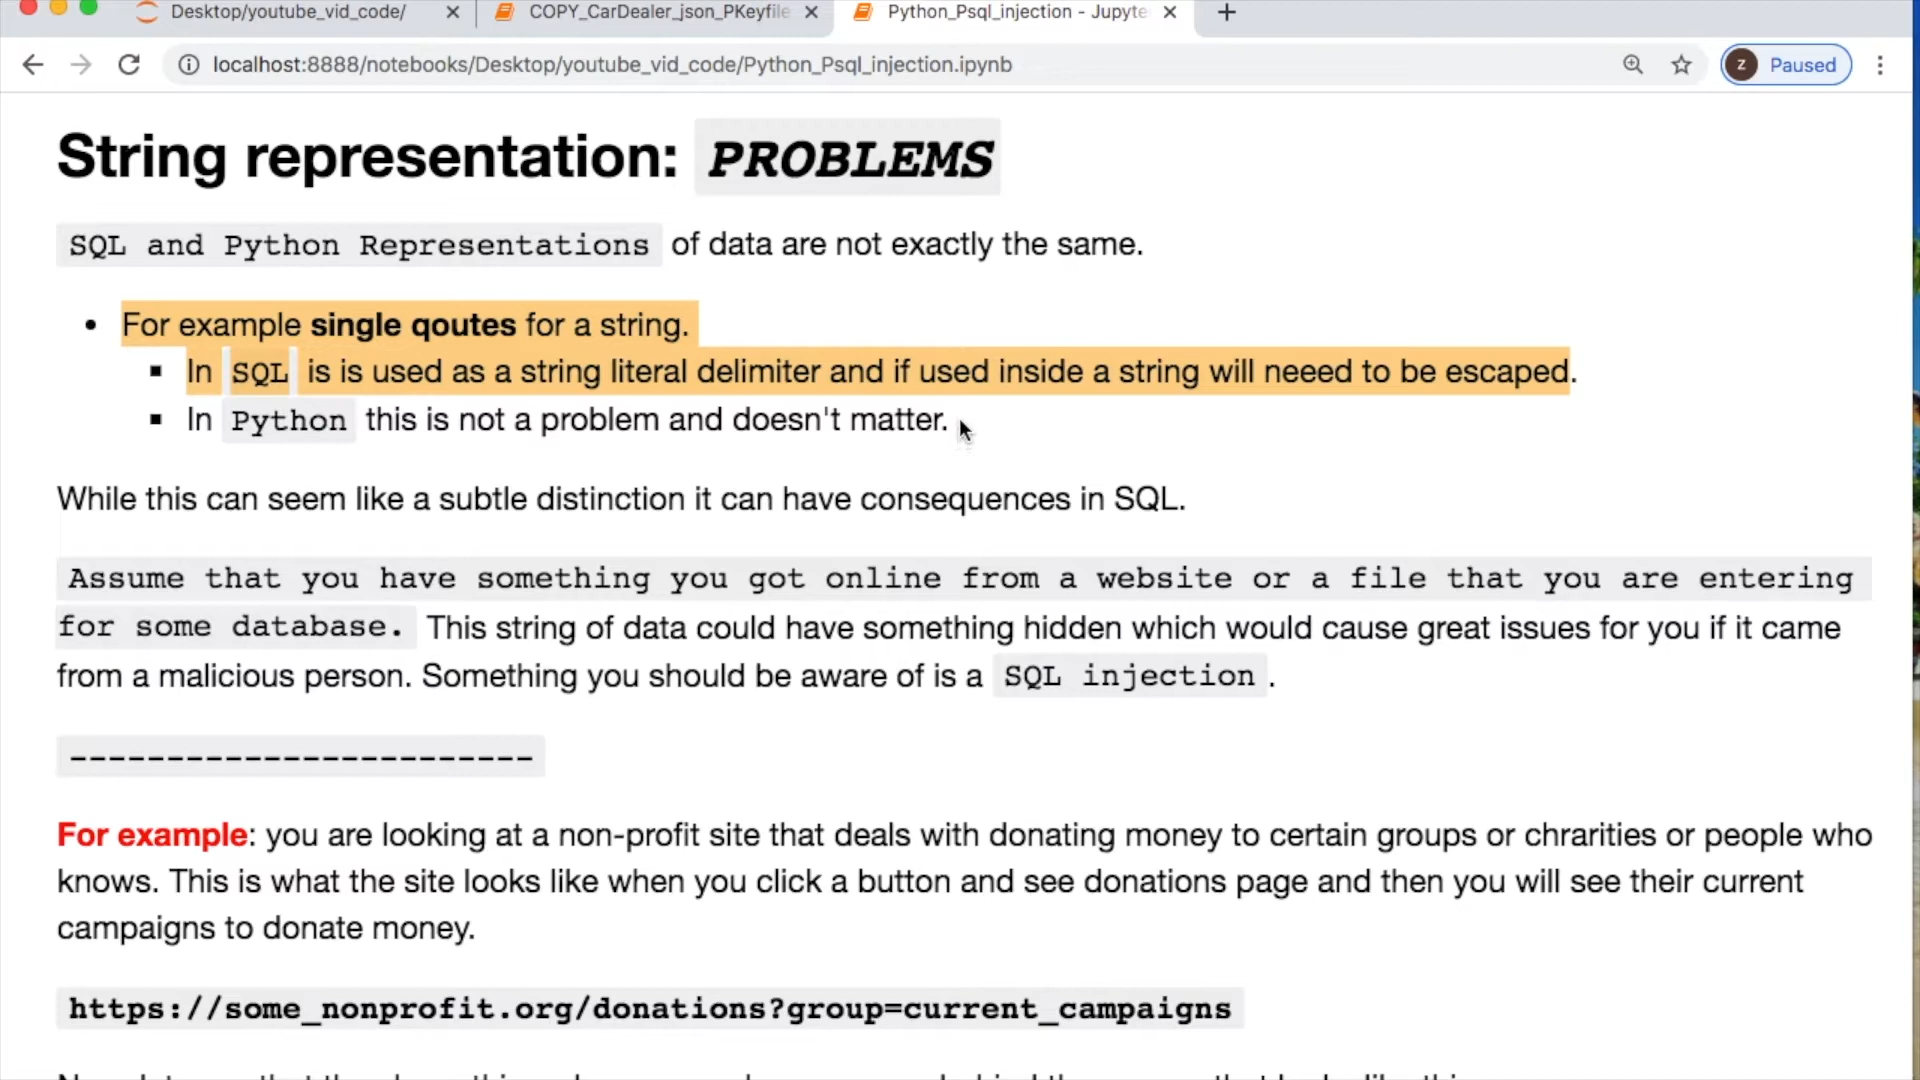 Desktop/youtube_vid_code/
COPY_CarDealer_json_PKeyfile
Python_Psql_injection - Jupyte
localhost:8888/notebooks/Desktop/youtube_vid_code/Python_Psql_injection.ipynb
z Paused
String representation: PROBLEMS
SQL and Python Representations of data are not exactly the same.
• For example single qoutes for a string.
▪ In SQL is is used as a string literal delimiter and if used inside a string will neeed to be escaped.
▪ In Python this is not a problem and doesn't matter.
While this can seem like a subtle distinction it can have consequences in SQL.
Assume that you have something you got online from a website or a file that you are entering
for some database. This string of data could have something hidden which would cause great issues for you if it came
from a malicious person. Something you should be aware of is a SQL injection.
------------------------
For example: you are looking at a non-profit site that deals with donating money to certain groups or chrarities or people who
knows. This is what the site looks like when you click a button and see donations page and then you will see their current
campaigns to donate money.
https://some_nonprofit.org/donations?group=current_campaigns